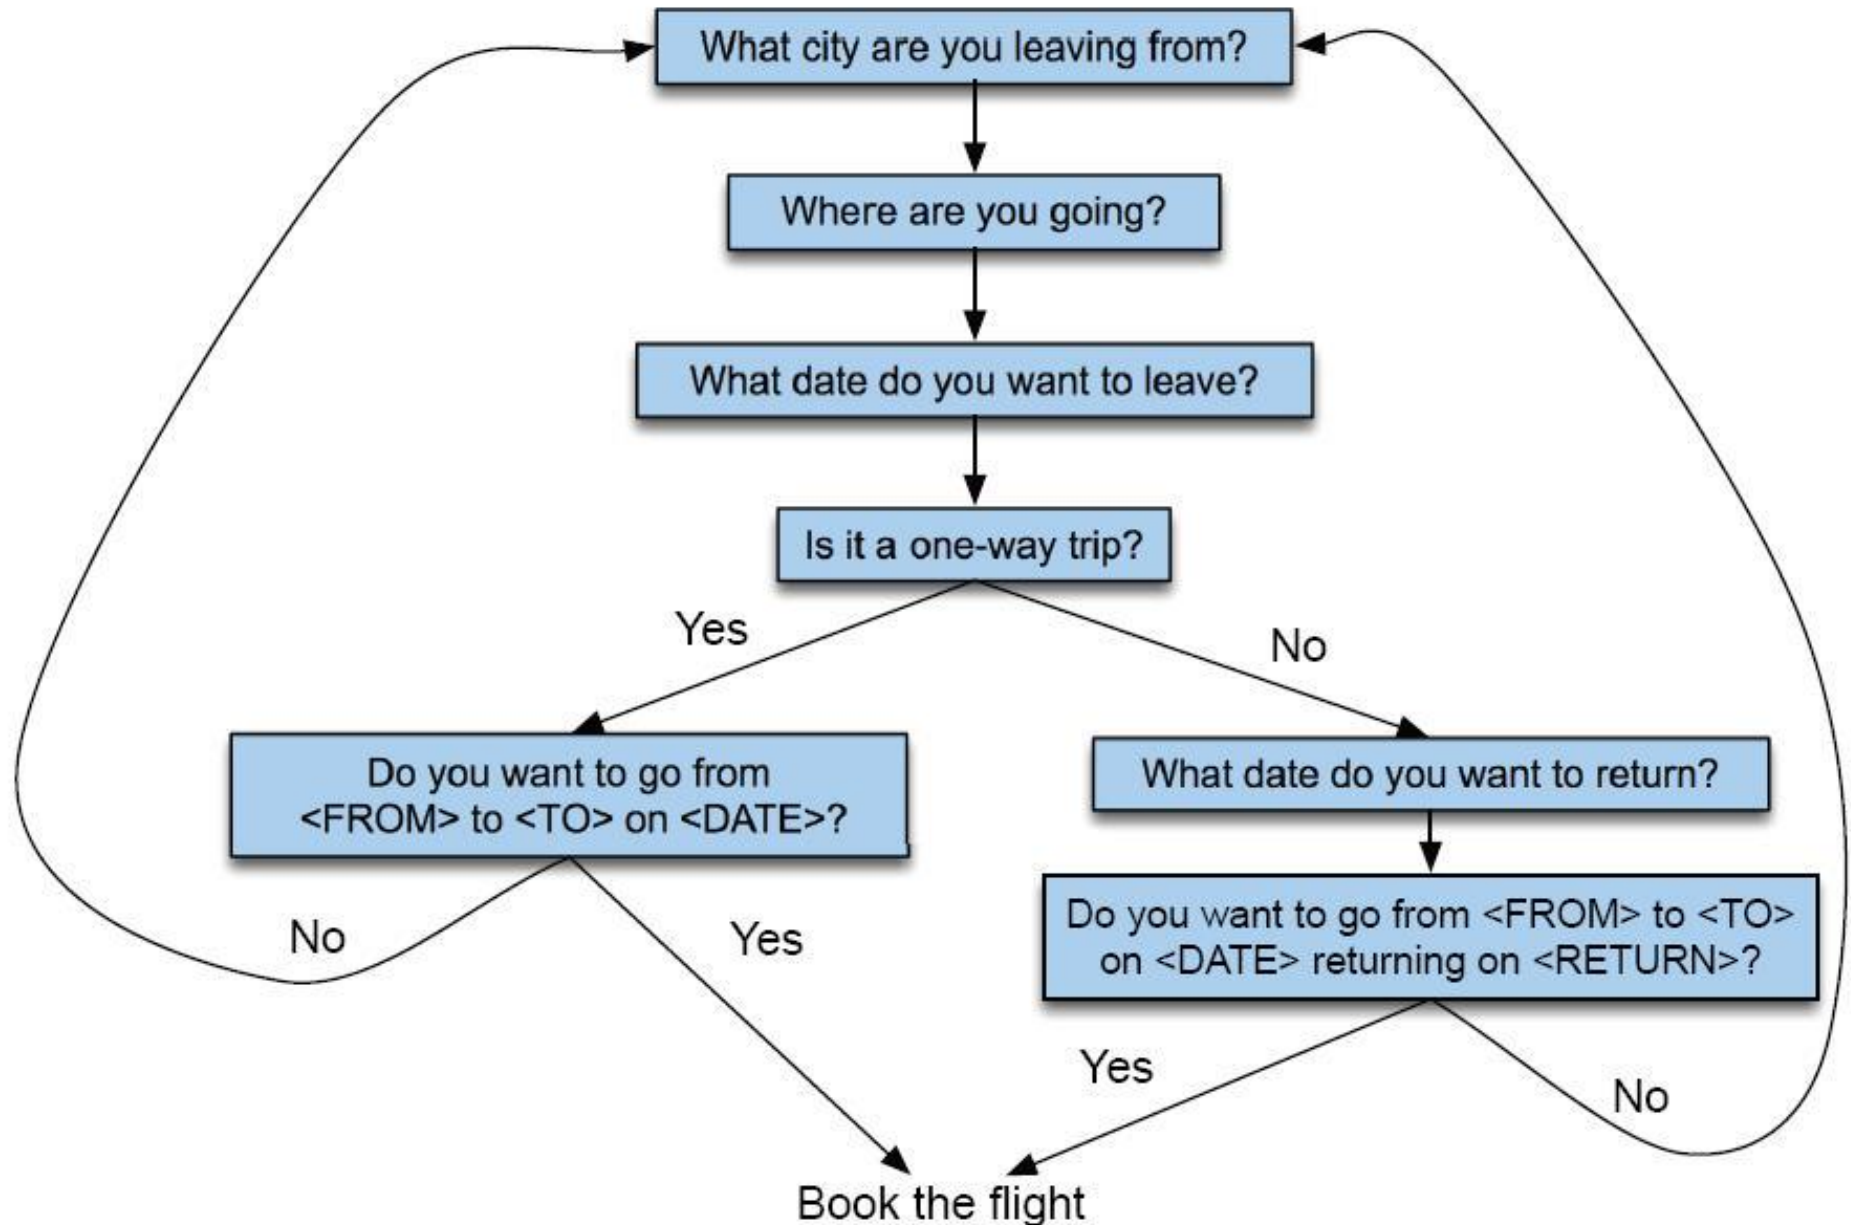 What city are you leaving from?
Where are you going?
What date do you want to leave?
Is it a one-way trip?
Yes
No
Do you want to go from
<FROM> to <TO> on <DATE>?
What date do you want to return?
Do you want to go from <FROM> to <TO>
on <DATE> returning on <RETURN>?
No
Yes
Yes
No
Book the flight